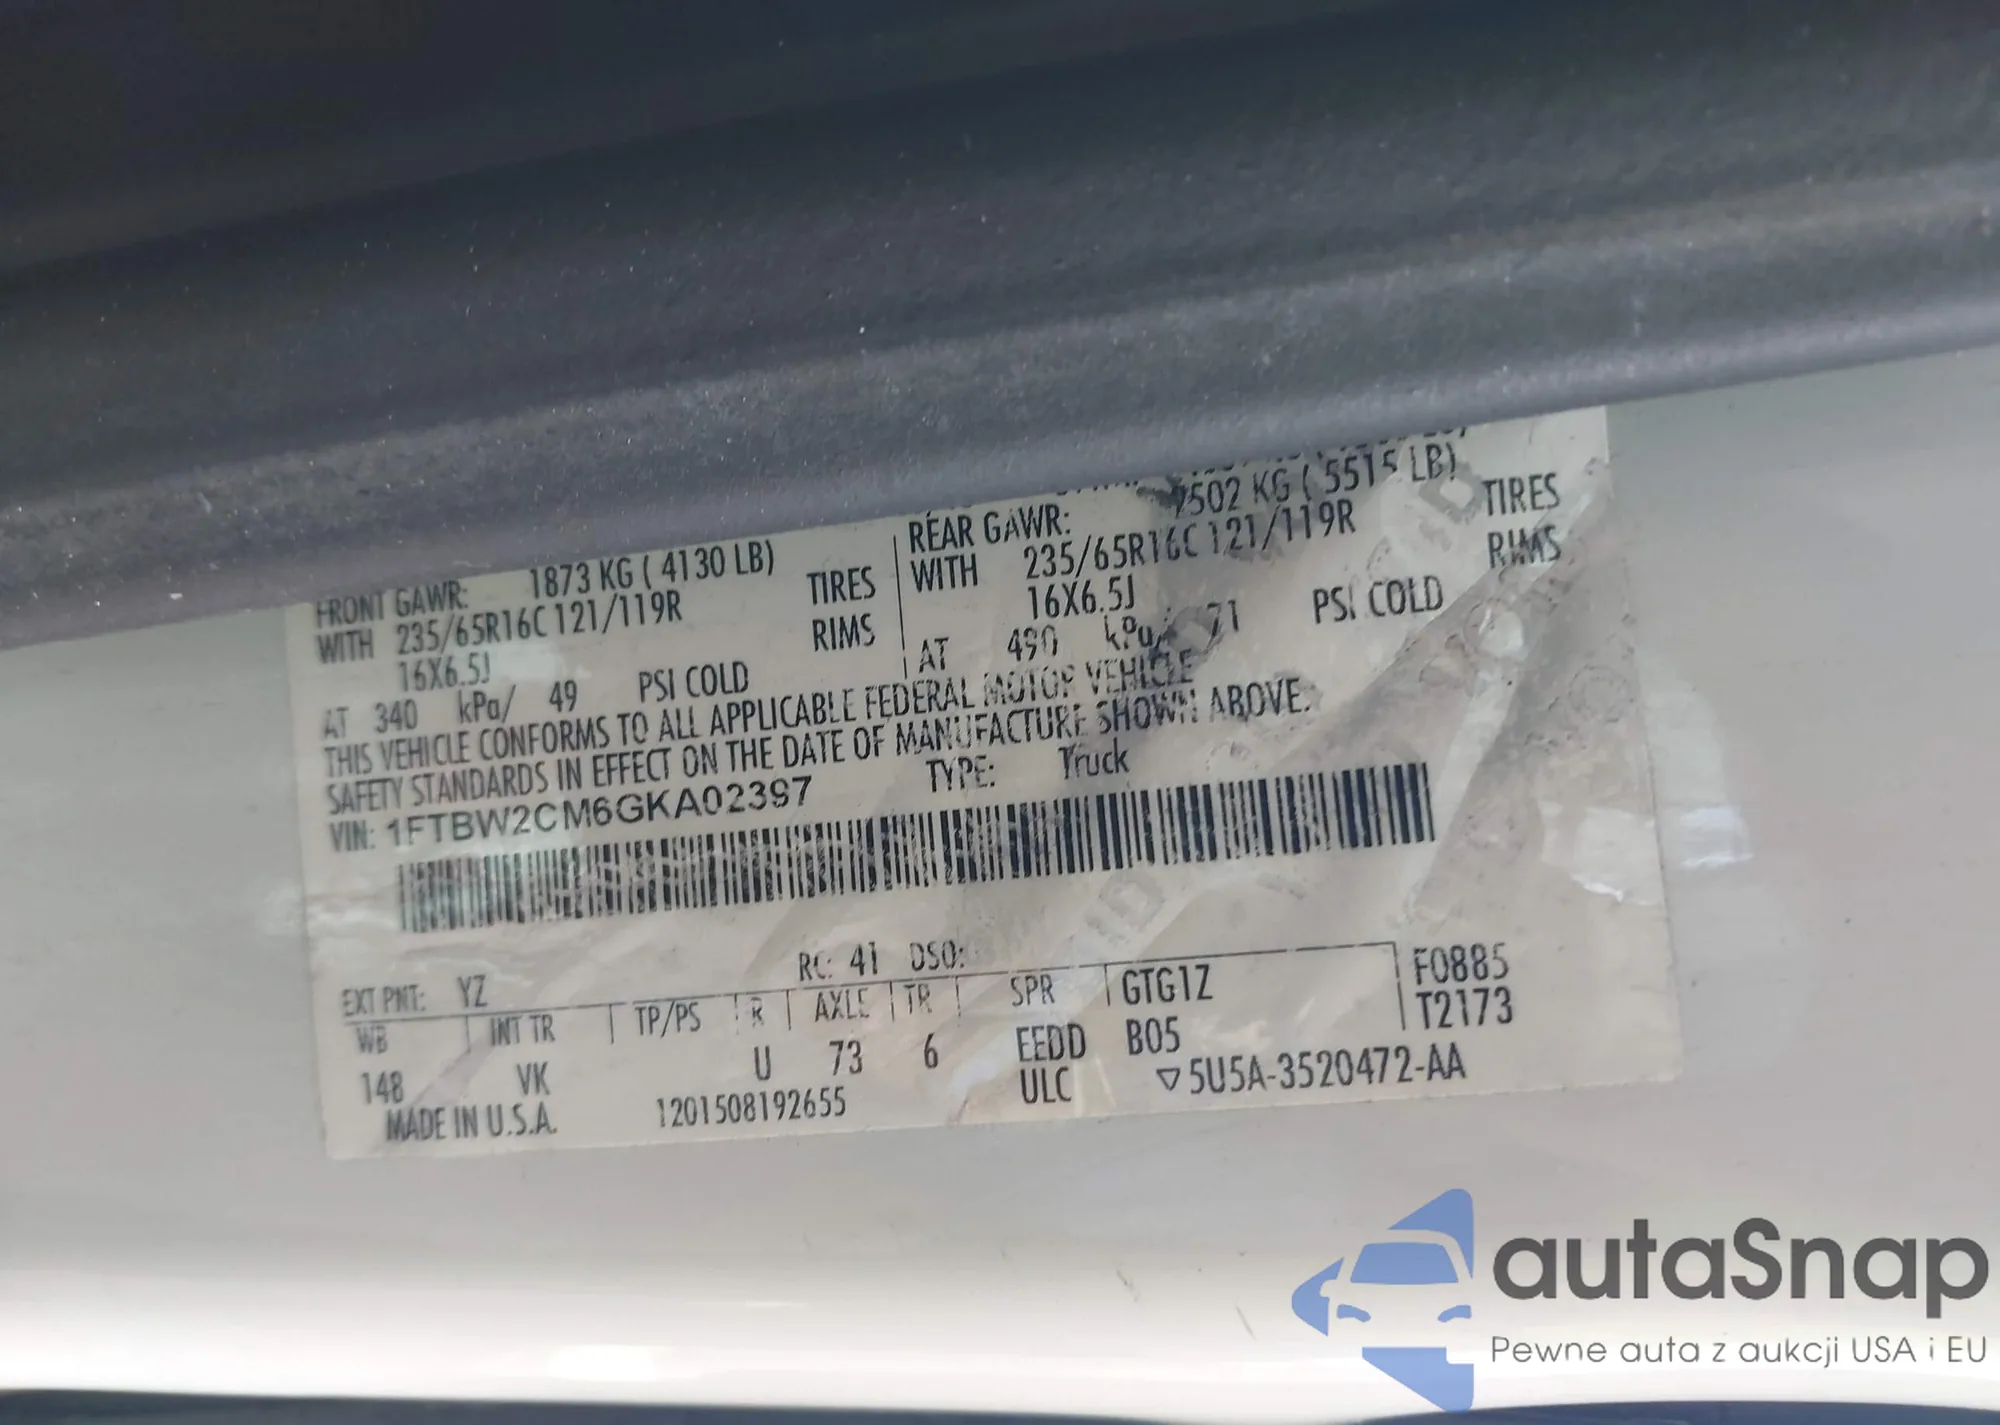 FRONT GAWR: 1873 KG ( 4130 LB)
WITH 235/65R16C 121/119R TIRES
16X6.5J RIMS
AT 340 kPa/ 49 PSI COLD
REAR GAWR: 2502 KG ( 5515 LB)
WITH 235/65R16C 121/119R TIRES
16X6.5J RIMS
AT 490 kPa/ 71 PSI COLD
THIS VEHICLE CONFORMS TO ALL APPLICABLE FEDERAL MOTOR VEHICLE
SAFETY STANDARDS IN EFFECT ON THE DATE OF MANUFACTURE SHOWN ABOVE.
VIN: 1FTBW2CM6GKA02397 TYPE: Truck
EXT PNT: YZ RC: 41 DSO:
WB INT TR TP/PS R AXLE TR SPR GTG1Z F0885
148 VK U 73 6 EEDD B05 T2173
MADE IN U.S.A. 1201508192655 ULC ▽5U5A-3520472-AA
autaSnap
Pewne auta z aukcji USA i EU